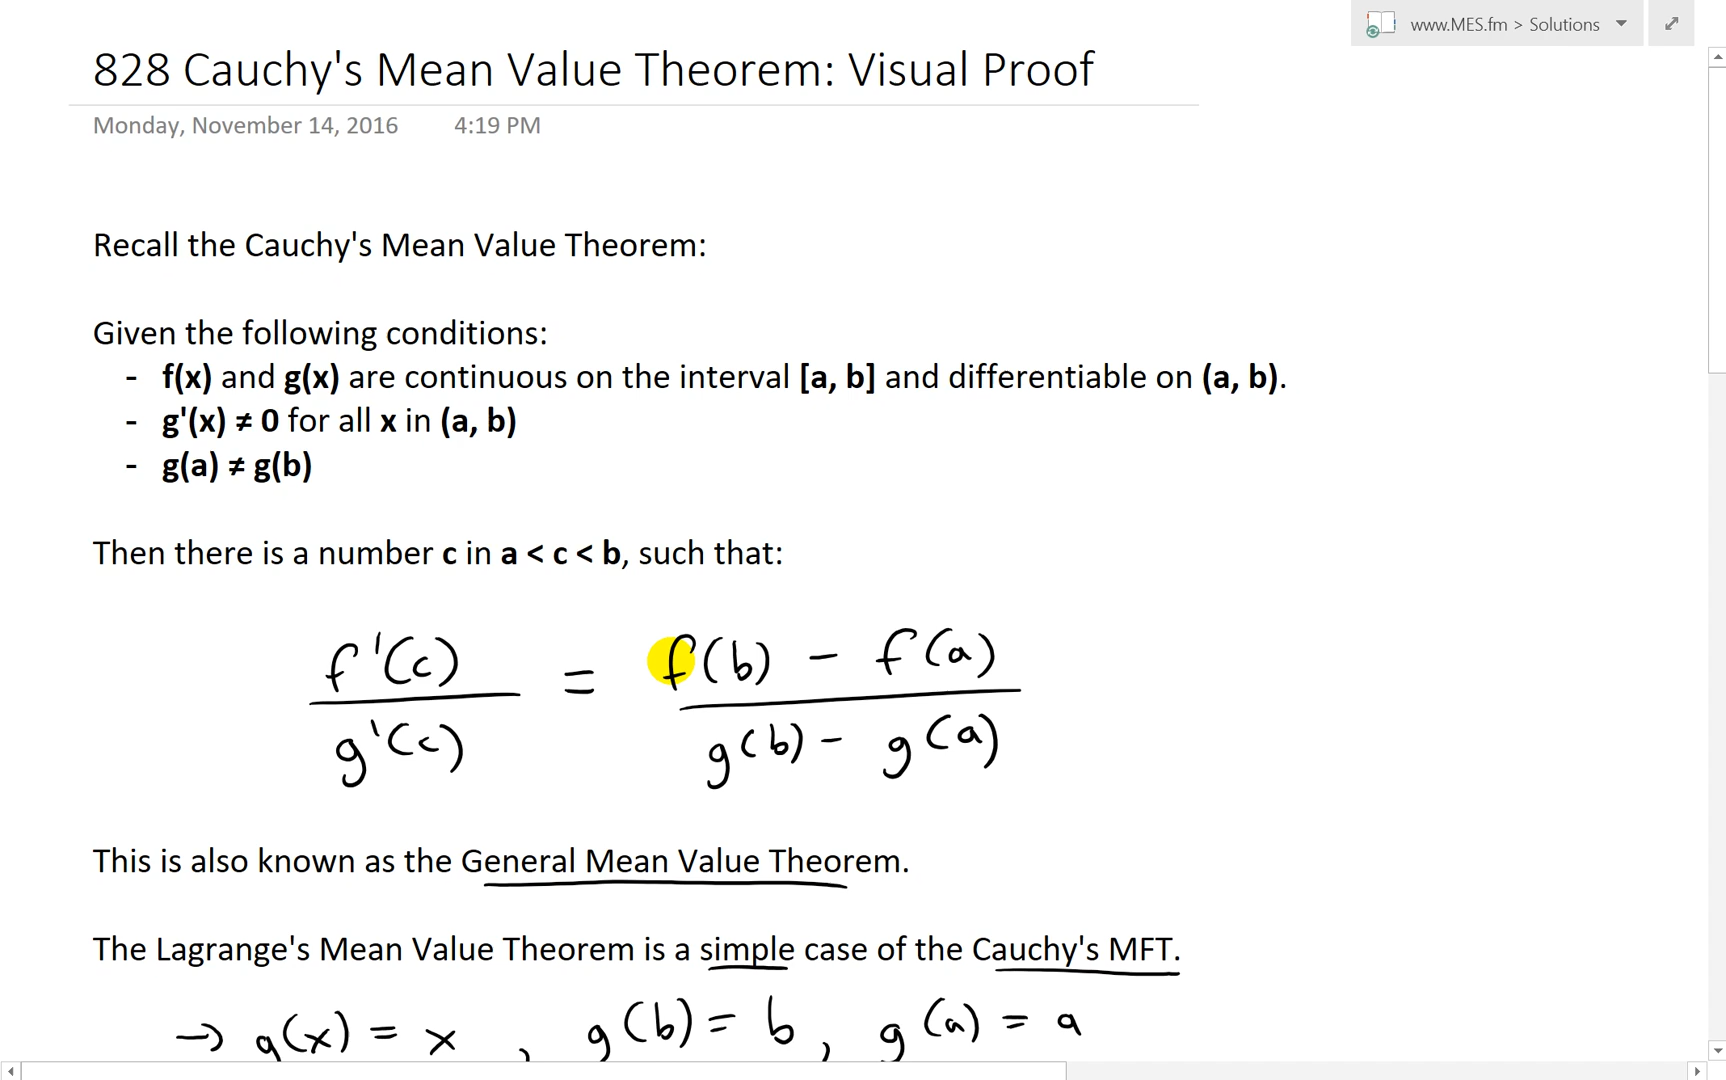 www.MES.fm > Solutions
828 Cauchy's Mean Value Theorem: Visual Proof
Monday, November 14, 2016 4:19 PM
Recall the Cauchy's Mean Value Theorem:
Given the following conditions:
- f(x) and g(x) are continuous on the interval [a, b] and differentiable on (a, b).
- g'(x) ≠ 0 for all x in (a, b)
- g(a) ≠ g(b)
Then there is a number c in a < c < b, such that:
f'(c) = f(b) - f(a)
g'(c) g(b) - g(a)
This is also known as the General Mean Value Theorem.
The Lagrange's Mean Value Theorem is a simple case of the Cauchy's MFT.
→ g(x) = x , g(b) = b , g(a) = a